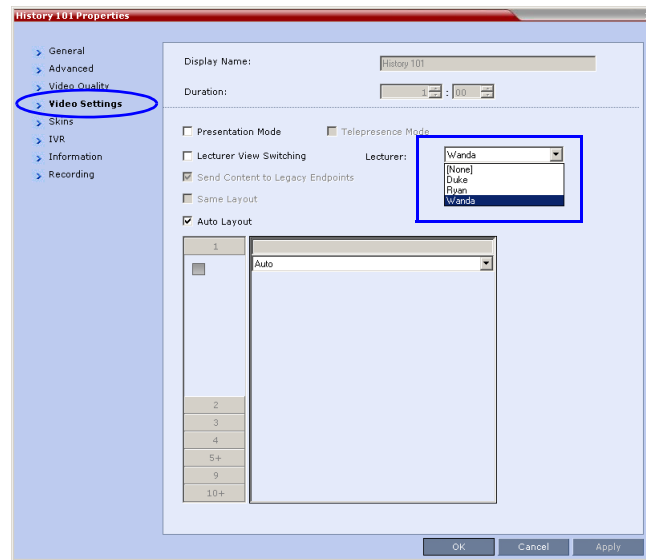 History 101 Properties
General
Advanced
Video Quality
Video Settings
Skins
IVR
Information
Recording
Display Name: History 101
Duration: 1 : 00
Presentation Mode Telepresence Mode
Lecturer View Switching Lecturer: Wanda
[None]
Duke
Ryan
Wanda
Send Content to Legacy Endpoints
Same Layout
Auto Layout
1
Auto
2
3
4
5+
9
10+
OK Cancel Apply